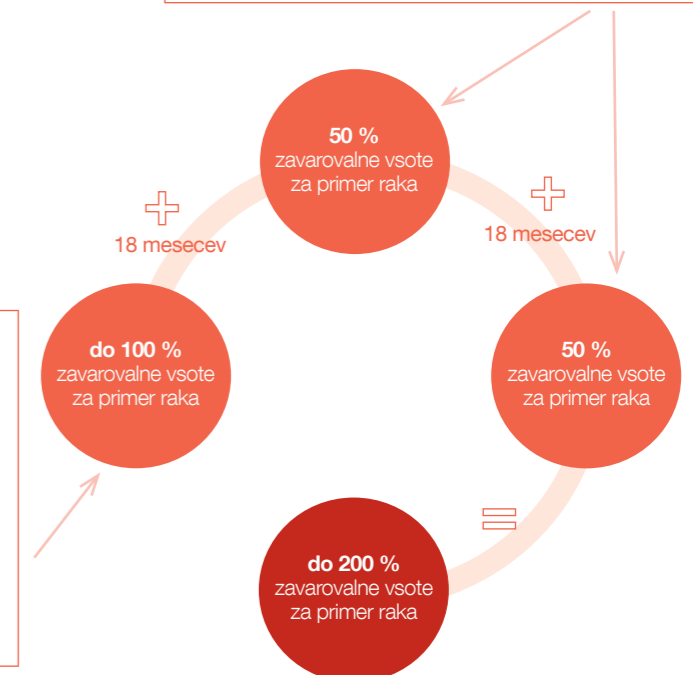 50 %
zavarovalne vsote
za primer raka
18 mesecev
18 mesecev
do 100 %
zavarovalne vsote
za primer raka
50 %
zavarovalne vsote
za primer raka
do 200 %
zavarovalne vsote
za primer raka